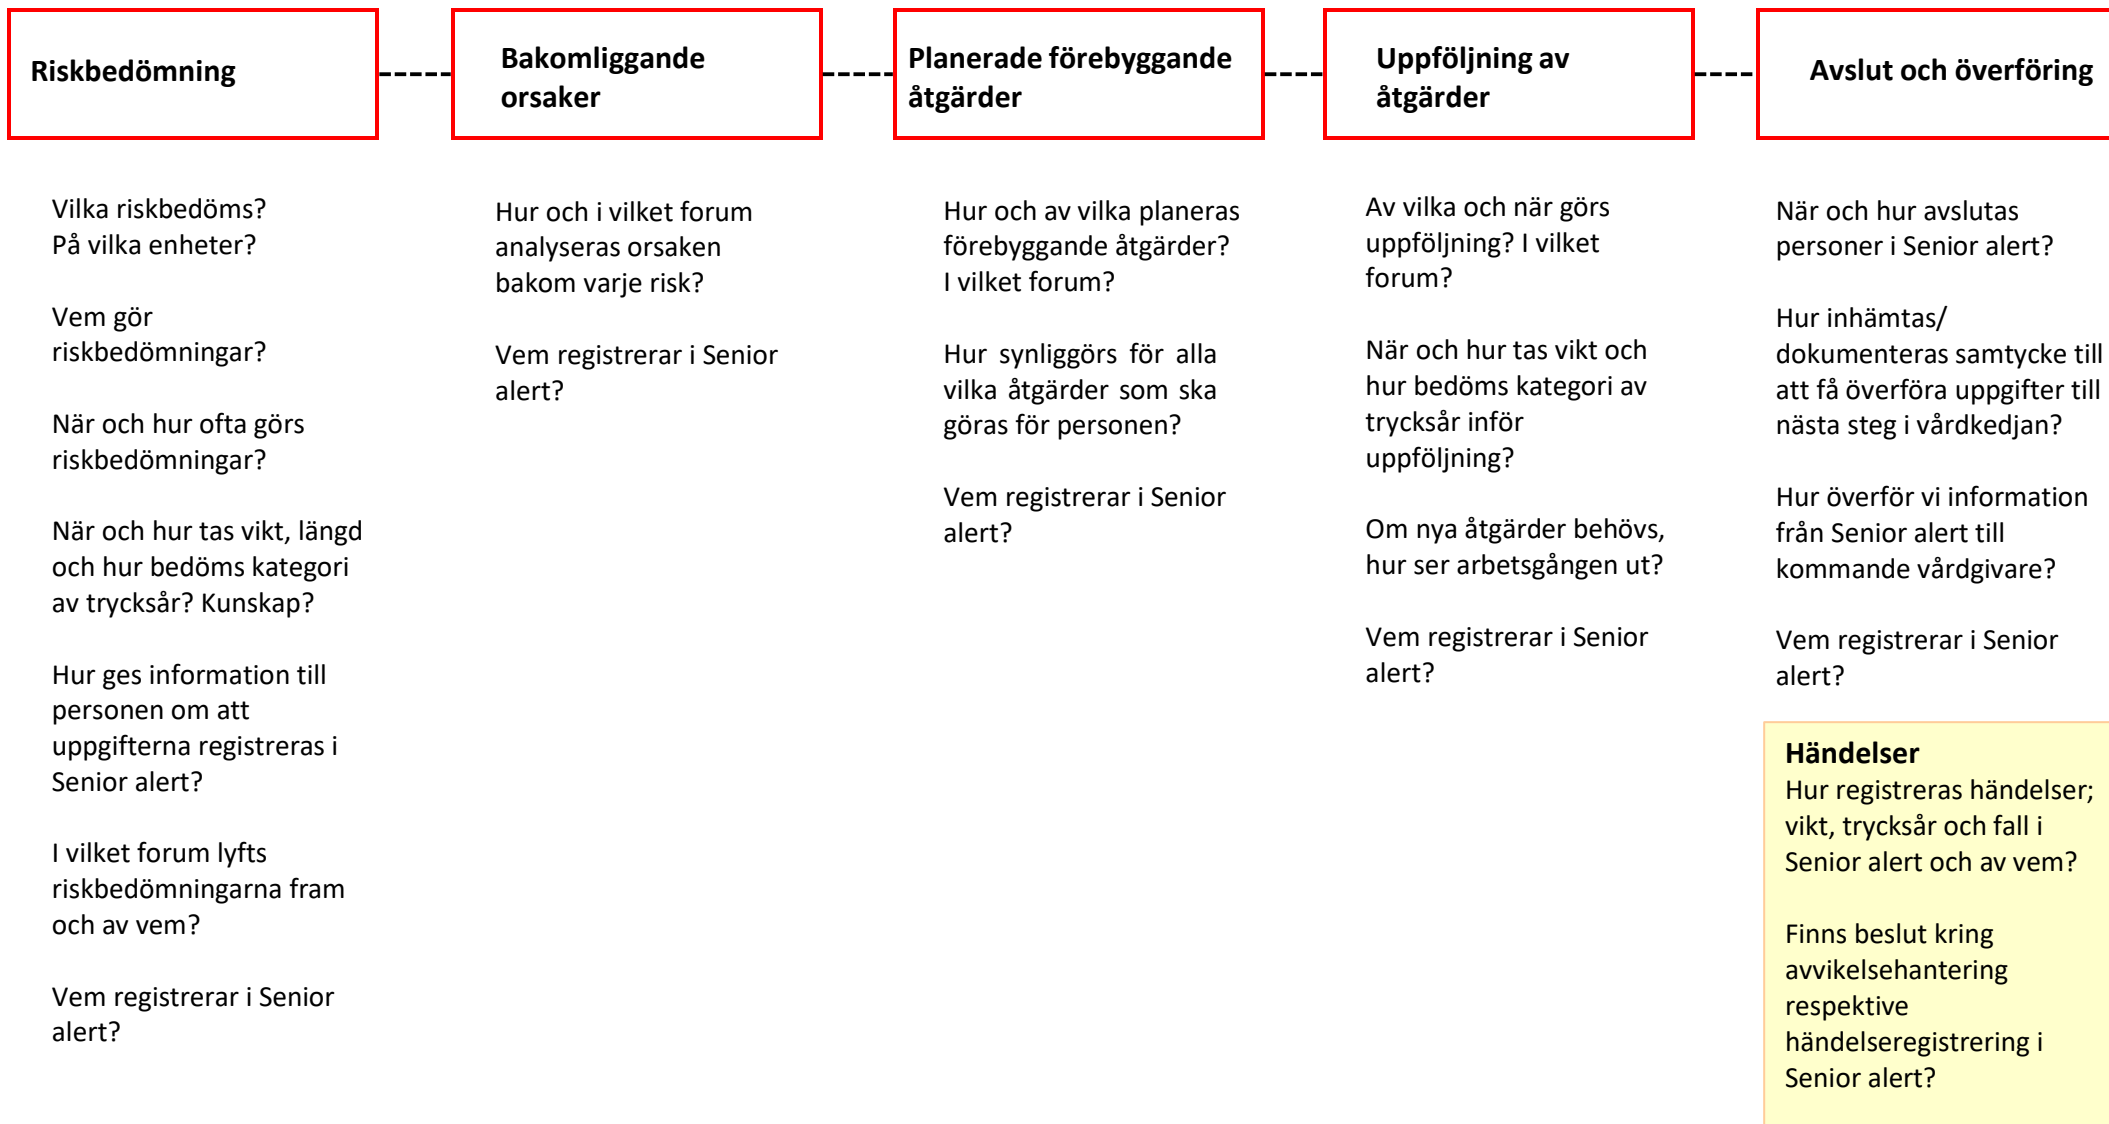 Riskbedömning
Bakomliggande
orsaker
Planerade förebyggande
åtgärder
Uppföljning av
åtgärder
Avslut och överföring
Vilka riskbedöms?
På vilka enheter?
Vem gör
riskbedömningar?
När och hur ofta görs
riskbedömningar?
När och hur tas vikt, längd
och hur bedöms kategori
av trycksår? Kunskap?
Hur ges information till
personen om att
uppgifterna registreras i
Senior alert?
I vilket forum lyfts
riskbedömningarna fram
och av vem?
Vem registrerar i Senior
alert?
Hur och i vilket forum
analyseras orsaken
bakom varje risk?
Vem registrerar i Senior
alert?
Hur och av vilka planeras
förebyggande åtgärder?
I vilket forum?
Hur synliggörs för alla
vilka åtgärder som ska
göras för personen?
Vem registrerar i Senior
alert?
Av vilka och när görs
uppföljning? I vilket
forum?
När och hur tas vikt och
hur bedöms kategori av
trycksår inför
uppföljning?
Om nya åtgärder behövs,
hur ser arbetsgången ut?
Vem registrerar i Senior
alert?
När och hur avslutas
personer i Senior alert?
Hur inhämtas/
dokumenteras samtycke till
att få överföra uppgifter till
nästa steg i vårdkedjan?
Hur överför vi information
från Senior alert till
kommande vårdgivare?
Vem registrerar i Senior
alert?
Händelser
Hur registreras händelser;
vikt, trycksår och fall i
Senior alert och av vem?
Finns beslut kring
avvikelsehantering
respektive
händelseregistrering i
Senior alert?